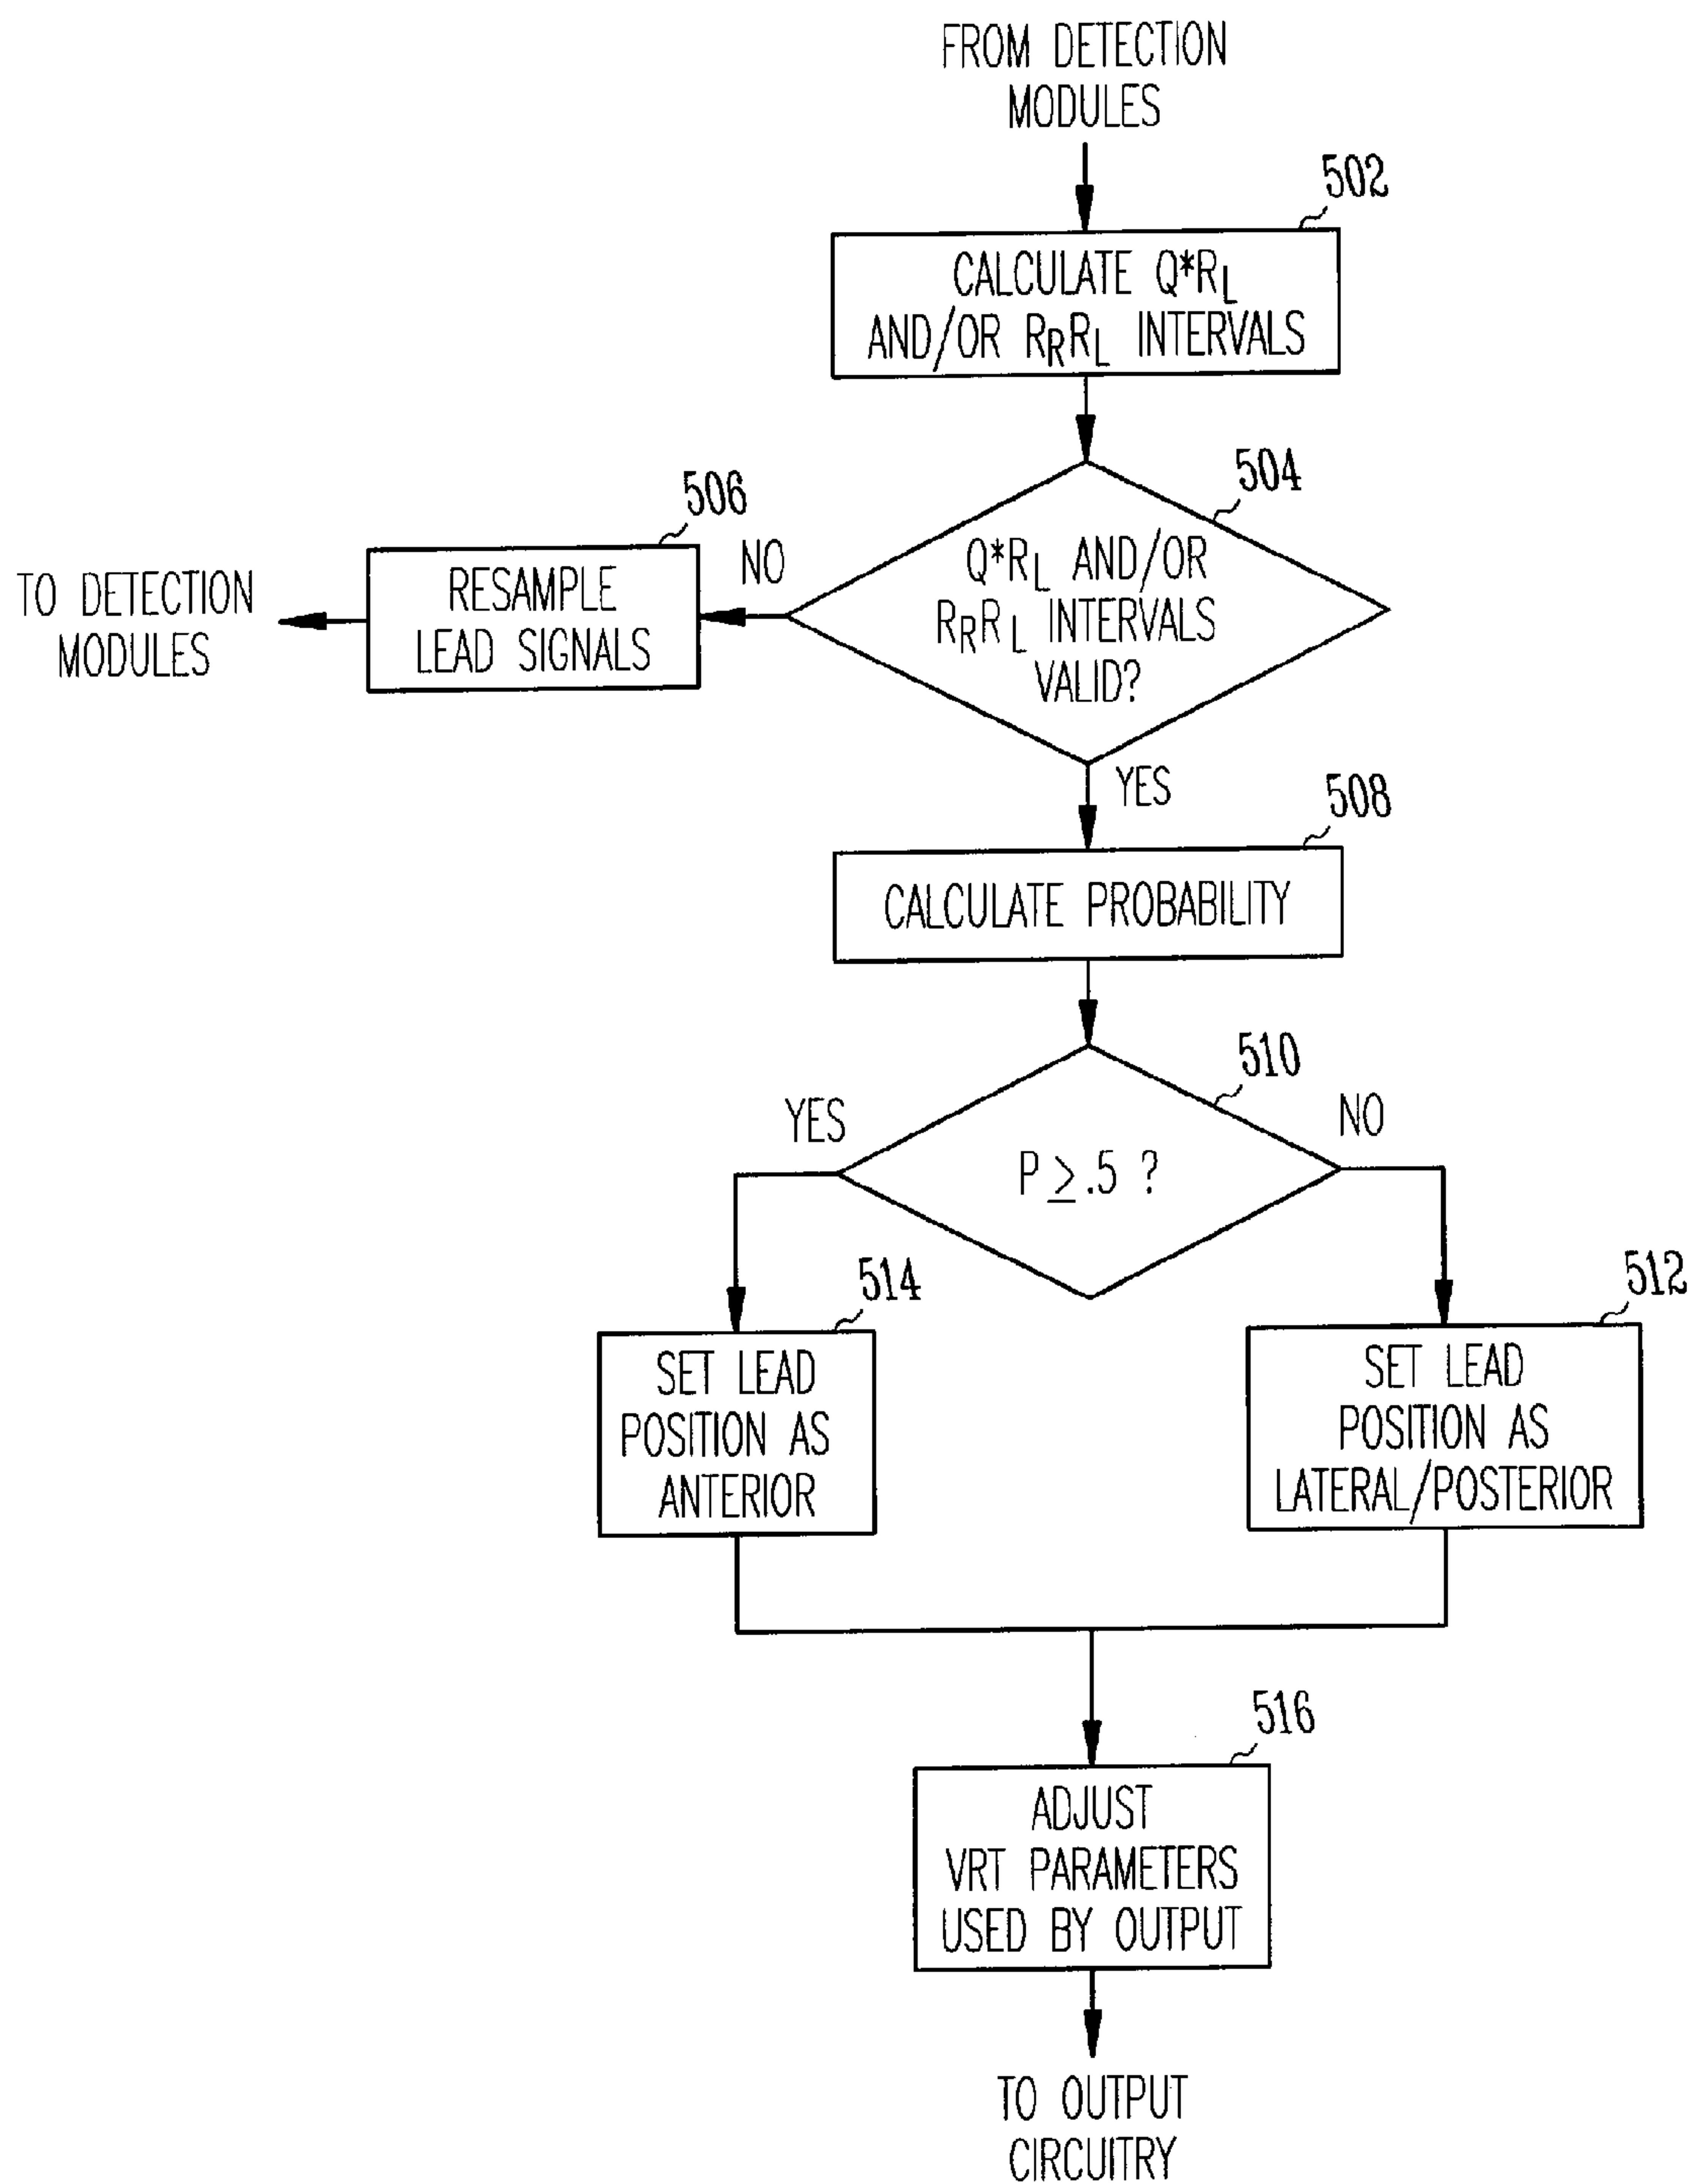 FROM DETECTION
MODULES
502
CALCULATE Q*RL
AND/OR RRRL INTERVALS
504
Q*RL AND/OR
RRRL INTERVALS
VALID?
NO
506
RESAMPLE
LEAD SIGNALS
TO DETECTION
MODULES
YES
508
CALCULATE PROBABILITY
510
P ≥ .5 ?
YES
NO
514
SET LEAD
POSITION AS
ANTERIOR
512
SET LEAD
POSITION AS
LATERAL/POSTERIOR
516
ADJUST
VRT PARAMETERS
USED BY OUTPUT
TO OUTPUT
CIRCUITRY